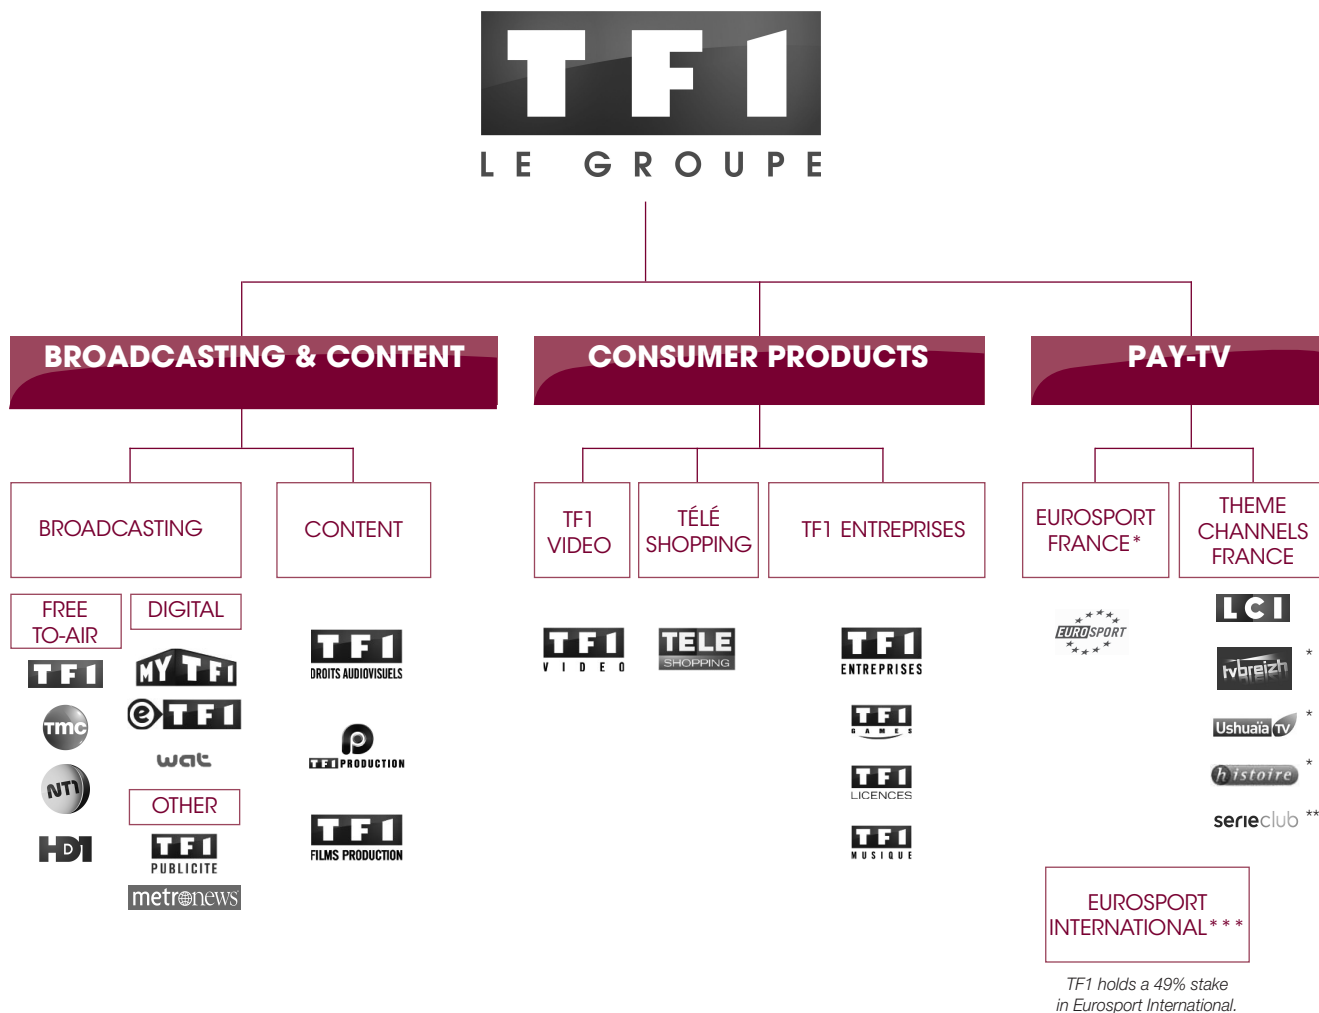 TF1
LE GROUPE
BROADCASTING & CONTENT
CONSUMER PRODUCTS
PAY-TV
BROADCASTING
CONTENT
TF1
VIDEO
TÉLÉ
SHOPPING
TF1 ENTREPRISES
EUROSPORT
FRANCE*
THEME
CHANNELS
FRANCE
FREE
TO-AIR
TF1
TMC
NT1
HD1
DIGITAL
MYTF1
e TF1
wat
OTHER
TF1
PUBLICITE
metronews
TF1
DROITS AUDIOVISUELS
TF1 PRODUCTION
TF1
FILMS PRODUCTION
TF1
VIDEO
TELE
SHOPPING
TF1
ENTREPRISES
TF1
GAMES
TF1
LICENCES
TF1
MUSIQUE
EUROSPORT
LCI
tvbreizh *
Ushuaïa TV *
histoire *
serieclub **
EUROSPORT
INTERNATIONAL***
TF1 holds a 49% stake
in Eurosport International.